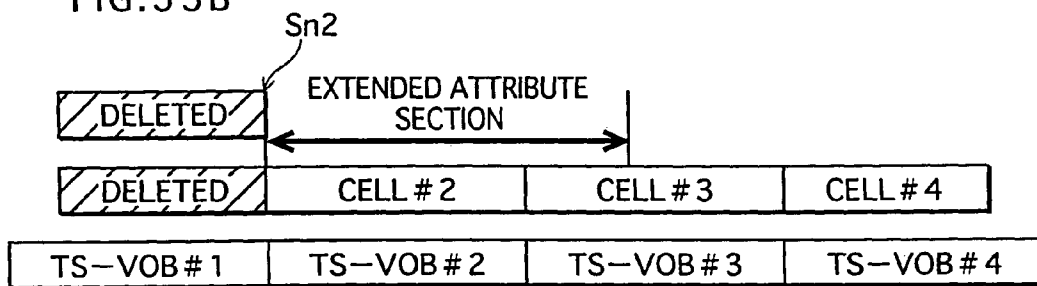 FIG.33B
Sn2
DELETED EXTENDED ATTRIBUTE
SECTION
DELETED CELL#2 CELL#3 CELL#4
TS-VOB#1 TS-VOB#2 TS-VOB#3 TS-VOB#4